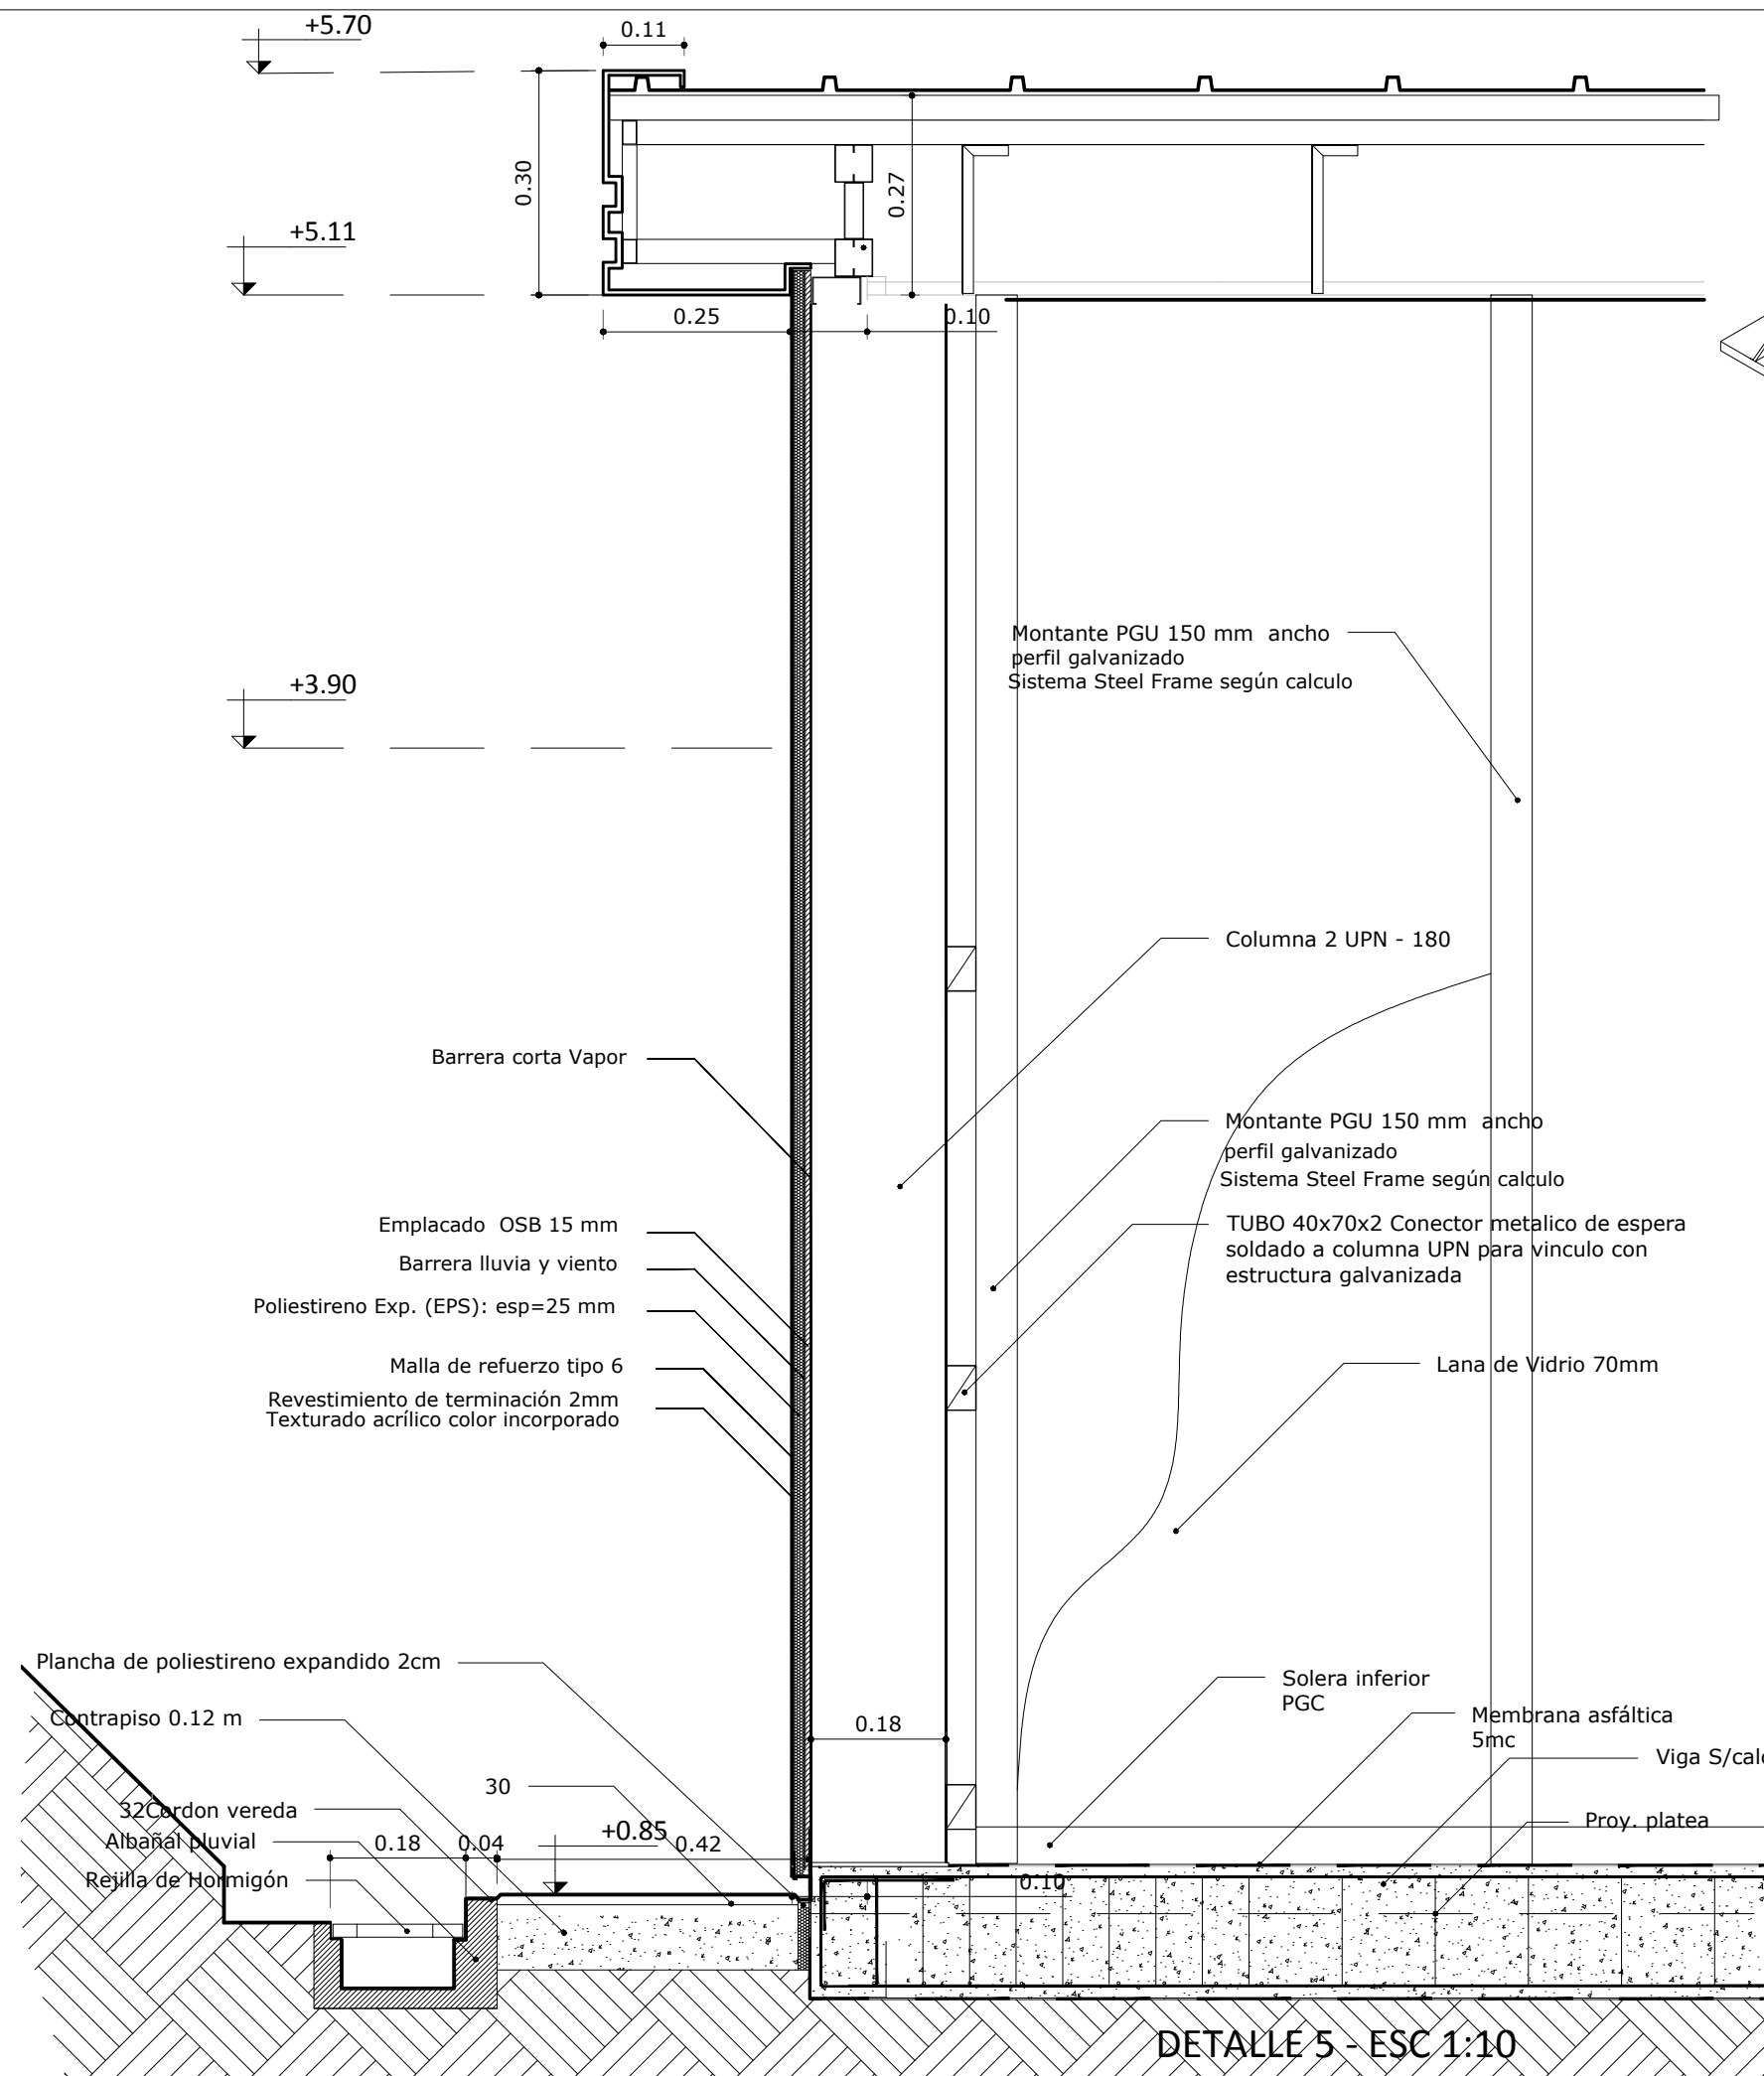 +5.70
0.11
0.30
0.27
+5.11
0.25
0.10
Montante PGU 150 mm ancho
perfil galvanizado
Sistema Steel Frame según calculo
+3.90
Columna 2 UPN - 180
Barrera corta Vapor
Montante PGU 150 mm ancho
perfil galvanizado
Sistema Steel Frame según calculo
Emplacado OSB 15 mm
Barrera lluvia y viento
Poliestireno Exp. (EPS): esp=25 mm
TUBO 40x70x2 Conector metalico de espera
soldado a columna UPN para vinculo con
estructura galvanizada
Malla de refuerzo tipo 6
Revestimiento de terminación 2mm
Texturado acrílico color incorporado
Lana de Vidrio 70mm
Plancha de poliestireno expandido 2cm
Contrapiso 0.12 m
Solera inferior
PGC
0.18
Membrana asfáltica
5mc
Viga S/calc
30
32Cordon vereda
Albañal pluvial
Rejilla de Hormigón
0.18
0.04
+0.85
0.42
Proy. platea
0.10
DETALLE 5 - ESC 1:10